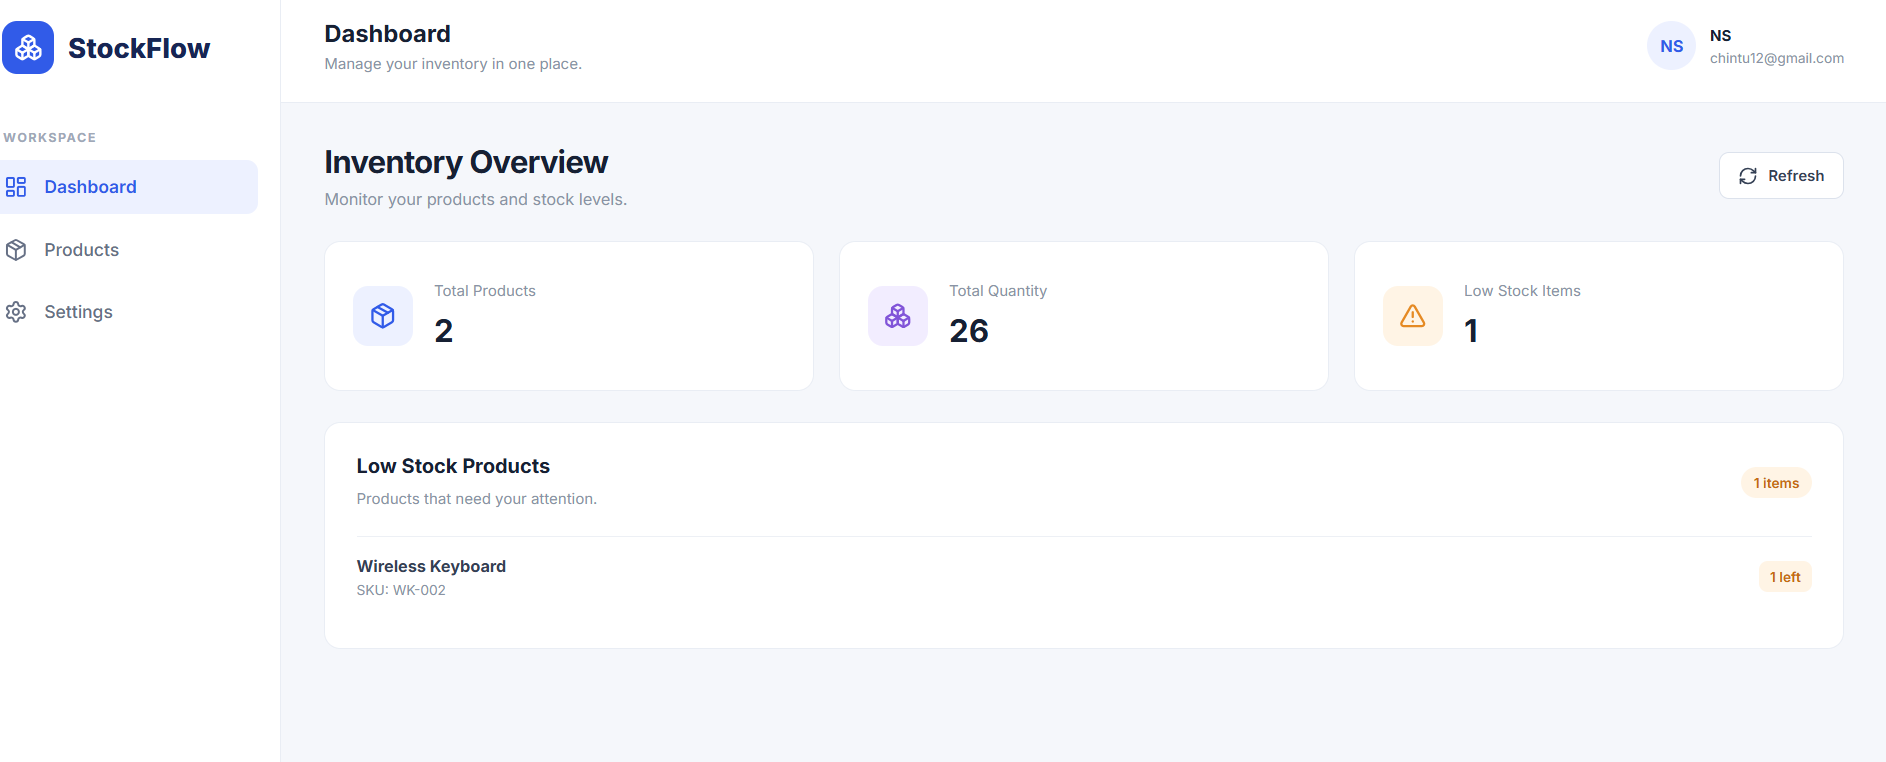 StockFlow
WORKSPACE
Dashboard
Products
Settings
Dashboard
Manage your inventory in one place.
NS
NS
chintu12@gmail.com
Inventory Overview
Monitor your products and stock levels.
Refresh
Total Products
2
Total Quantity
26
Low Stock Items
1
Low Stock Products
Products that need your attention.
1 items
Wireless Keyboard
SKU: WK-002
1 left